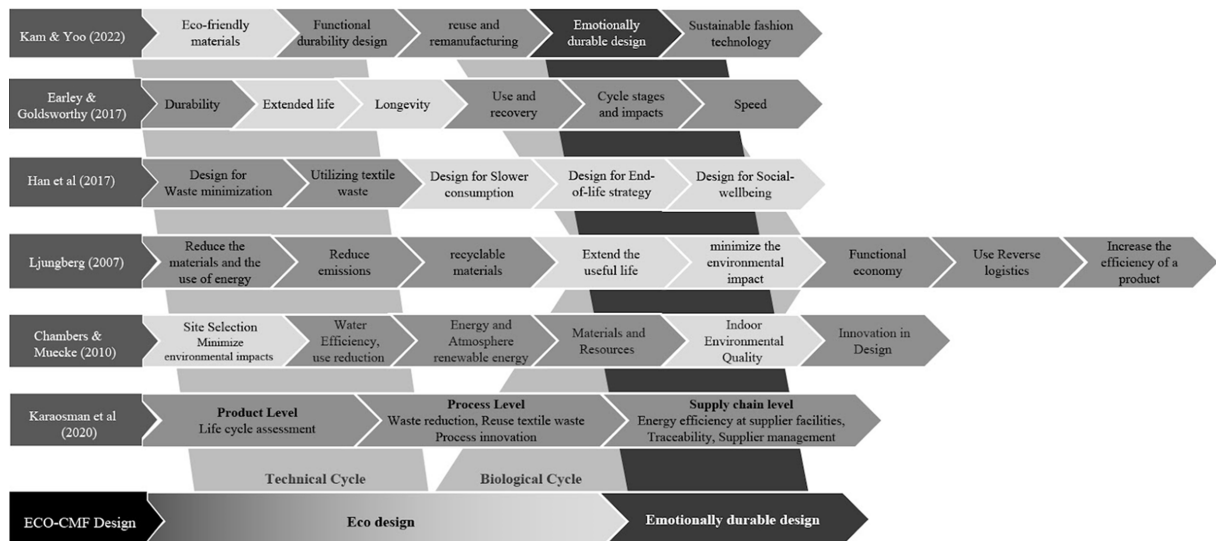 Kam & Yoo (2022)
Eco-friendly
materials
Functional
durability design
reuse and
remanufacturing
Emotionally
durable design
Sustainable fashion
technology
Earley &
Goldsworthy (2017)
Durability
Extended life
Longevity
Use and
recovery
Cycle stages
and impacts
Speed
Han et al (2017)
Design for
Waste minimization
Utilizing textile
waste
Design for Slower
consumption
Design for End-
of-life strategy
Design for Social-
wellbeing
Ljungberg (2007)
Reduce the
materials and the
use of energy
Reduce
emissions
recyclable
materials
Extend the
useful life
minimize the
environmental
impact
Functional
economy
Use Reverse
logistics
Increase the
efficiency of a
product
Chambers &
Muecke (2010)
Site Selection
Minimize
environmental impacts
Water
Efficiency,
use reduction
Energy and
Atmosphere
renewable energy
Materials and
Resources
Indoor
Environmental
Quality
Innovation in
Design
Karaosman et al
(2020)
Product Level
Life cycle assessment
Process Level
Waste reduction, Reuse textile waste
Process innovation
Supply chain level
Energy efficiency at supplier facilities,
Traceability, Supplier management
Technical Cycle
Biological Cycle
ECO-CMF Design
Eco design
Emotionally durable design